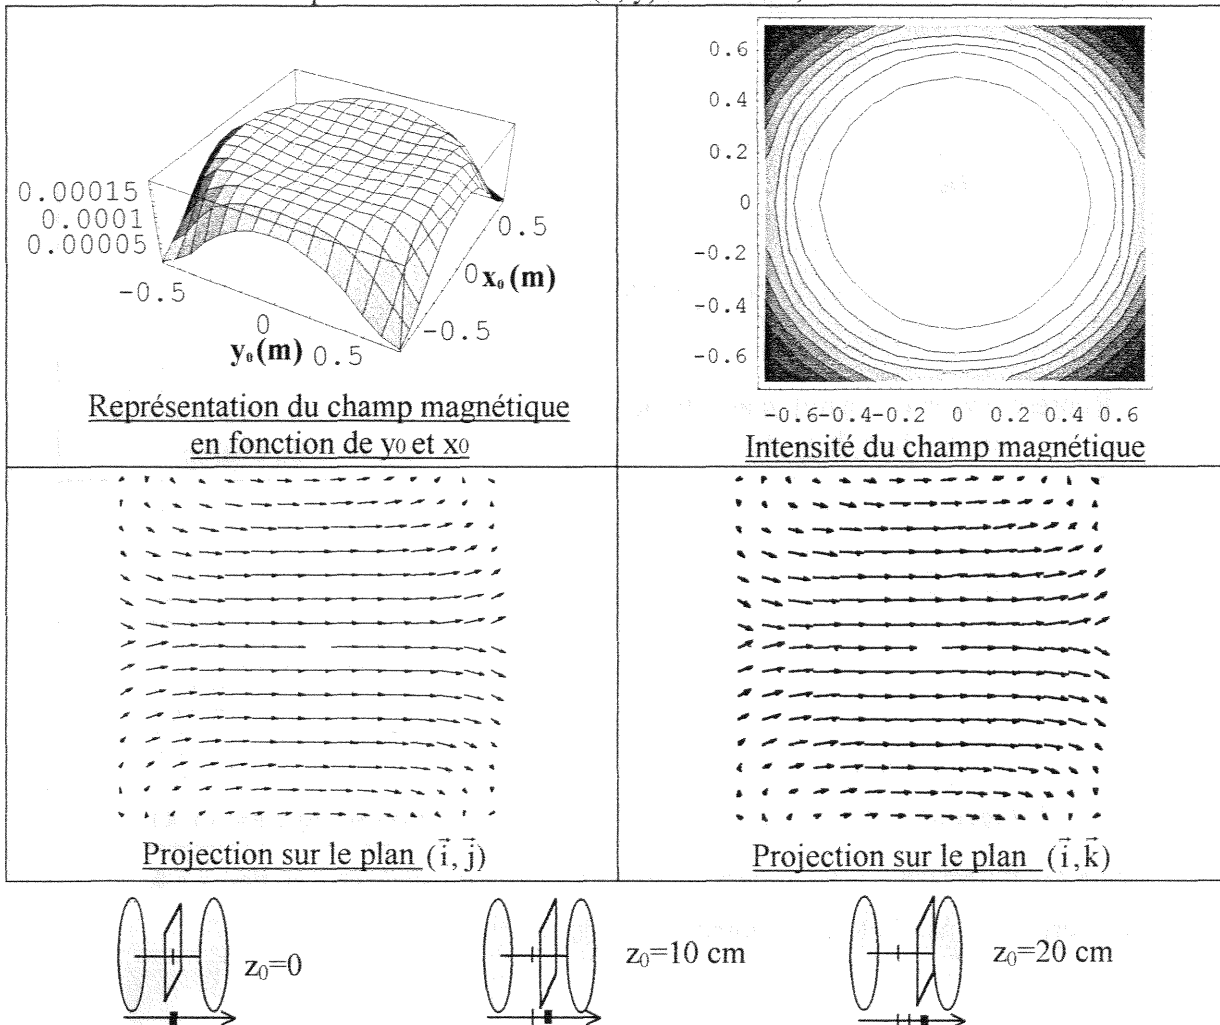 0.00015
0.0001
0.00005
-0.5
0
y₀(m)
0.5
-0.5
0
x₀(m)
0.5
Représentation du champ magnétique
en fonction de y0 et x0
0.6
0.4
0.2
0
-0.2
-0.4
-0.6
-0.6-0.4-0.2 0 0.2 0.4 0.6
Intensité du champ magnétique
Projection sur le plan (i⃗, j⃗)
Projection sur le plan (i⃗, k⃗)
z₀=0
z₀=10 cm
z₀=20 cm